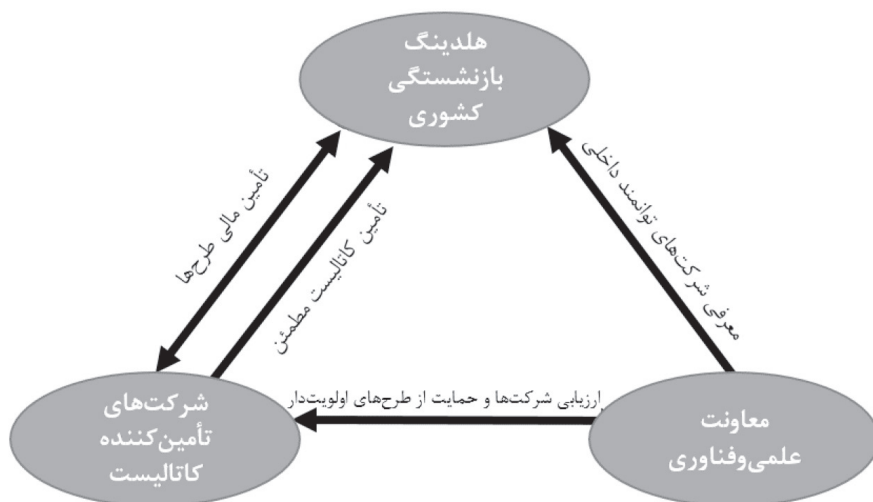 هلدینگ
بازنشستگی
کشوری
معرفی شرکت‌های توانمند داخلی
تأمین مالی طرح‌ها
تأمین کاتالیست مطمئن
ارزیابی شرکت‌ها و حمایت از طرح‌های اولویت‌دار
معاونت
علمی‌وفناوری
شرکت‌های
تأمین‌کننده
کاتالیست